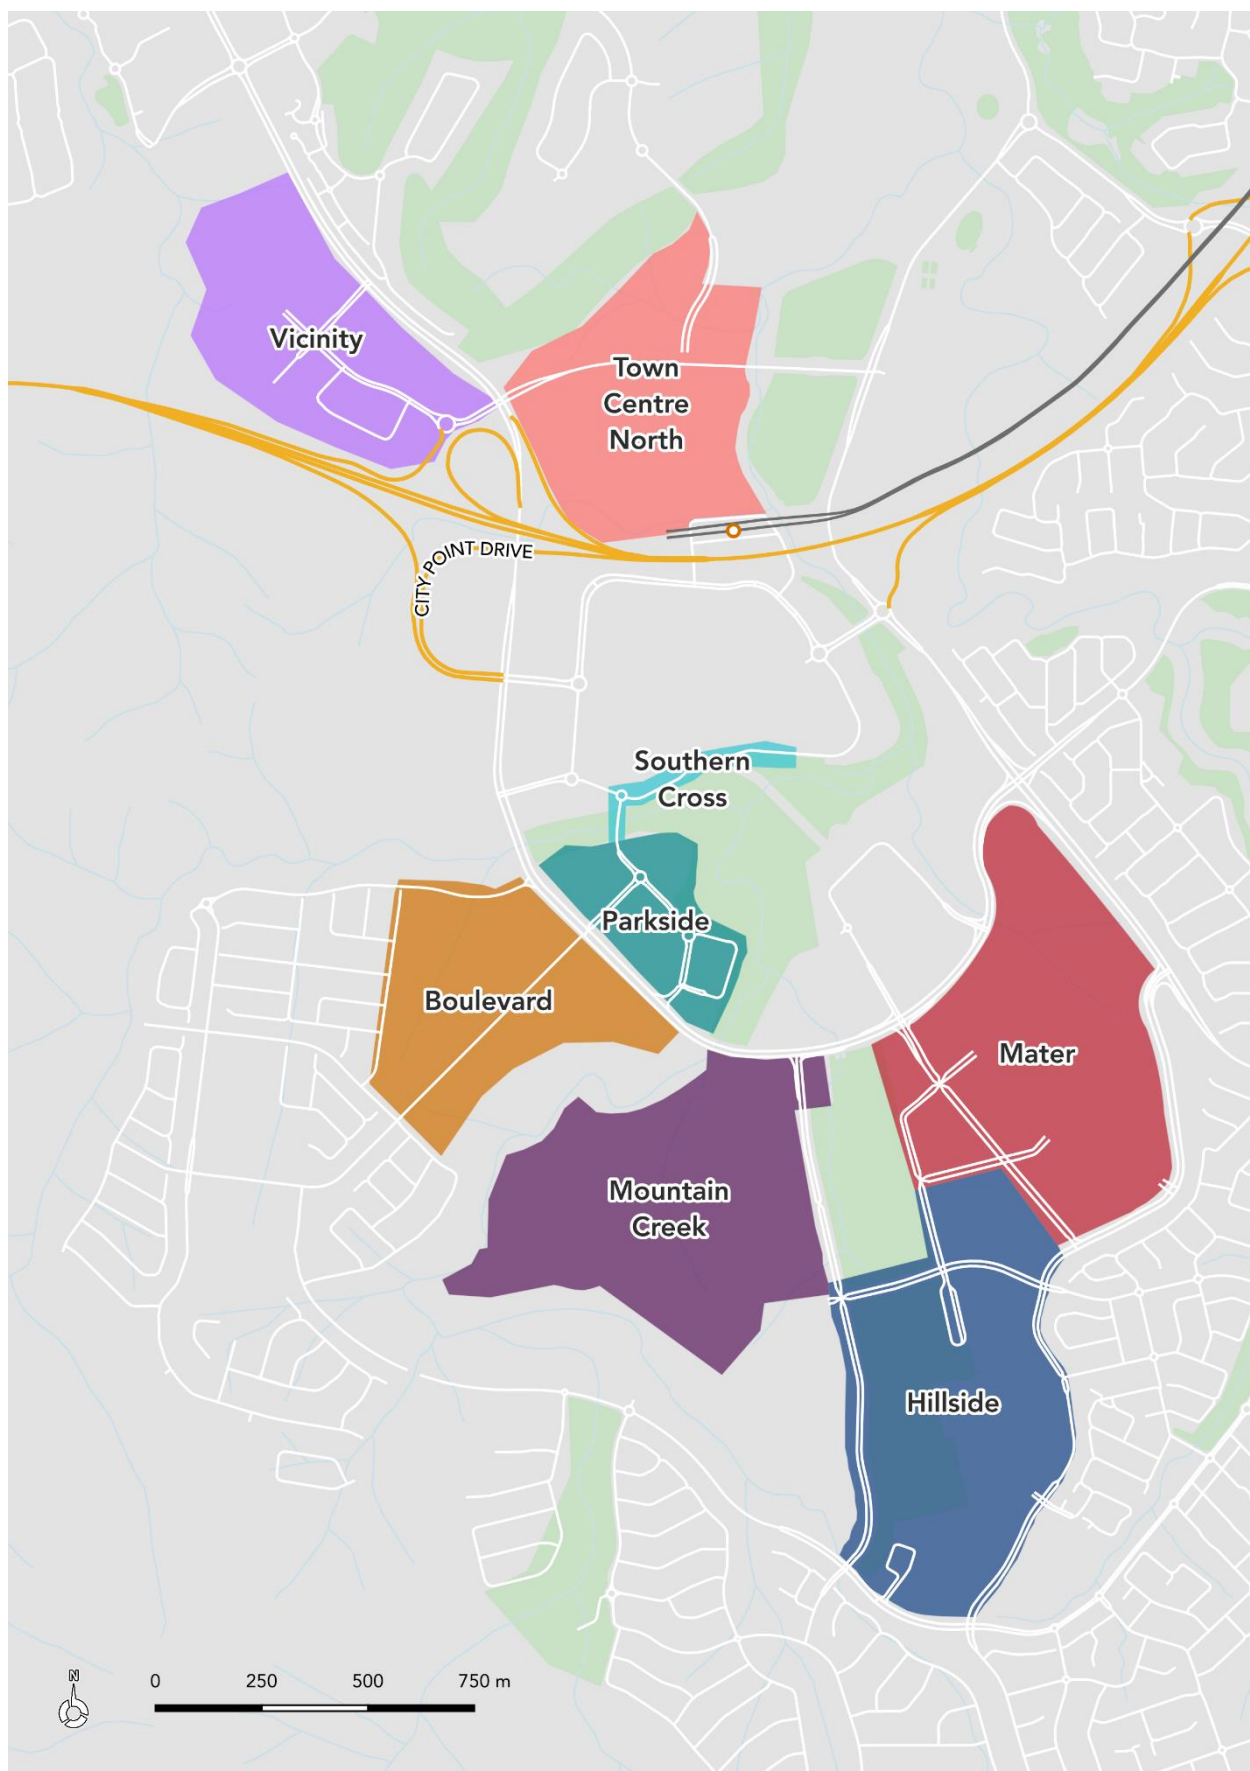 Vicinity
Town
Centre
North
CITY POINT DRIVE
Southern
Cross
Parkside
Boulevard
Mater
Mountain
Creek
Hillside
N
0 250 500 750 m